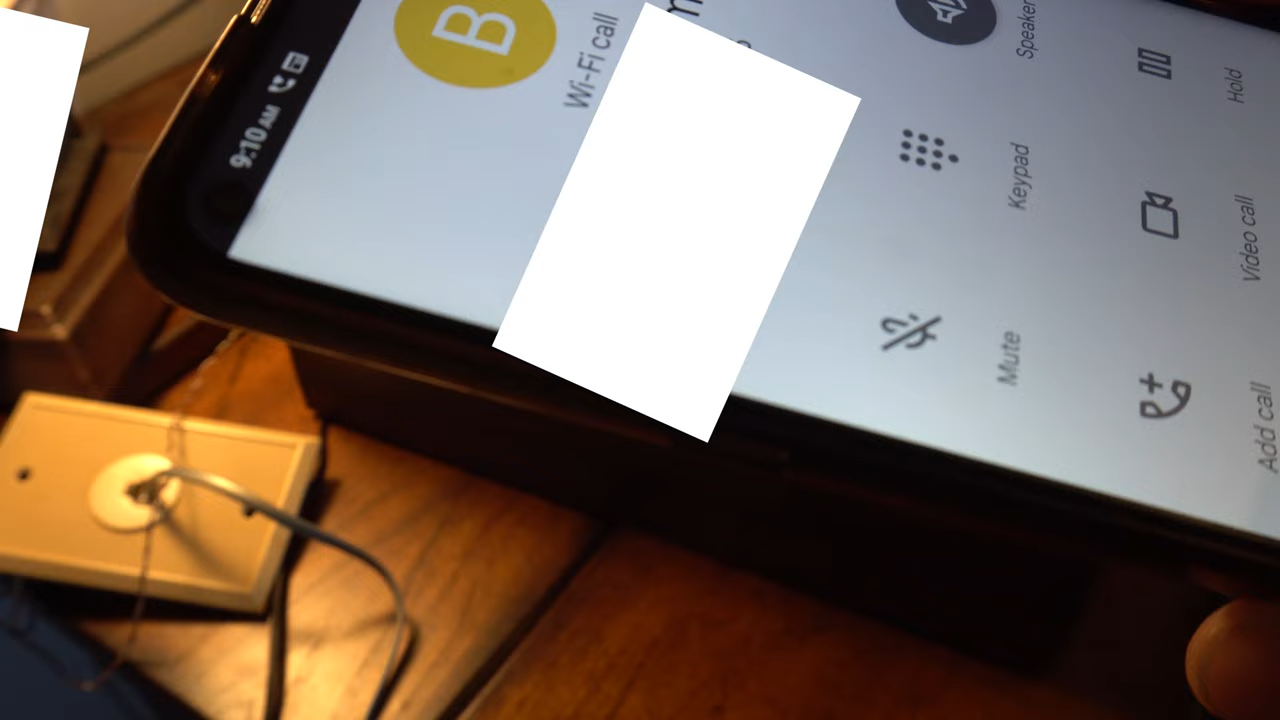 9:10 AM
B
Wi-Fi call
Mute
Keypad
Speaker
Add call
Video call
Hold